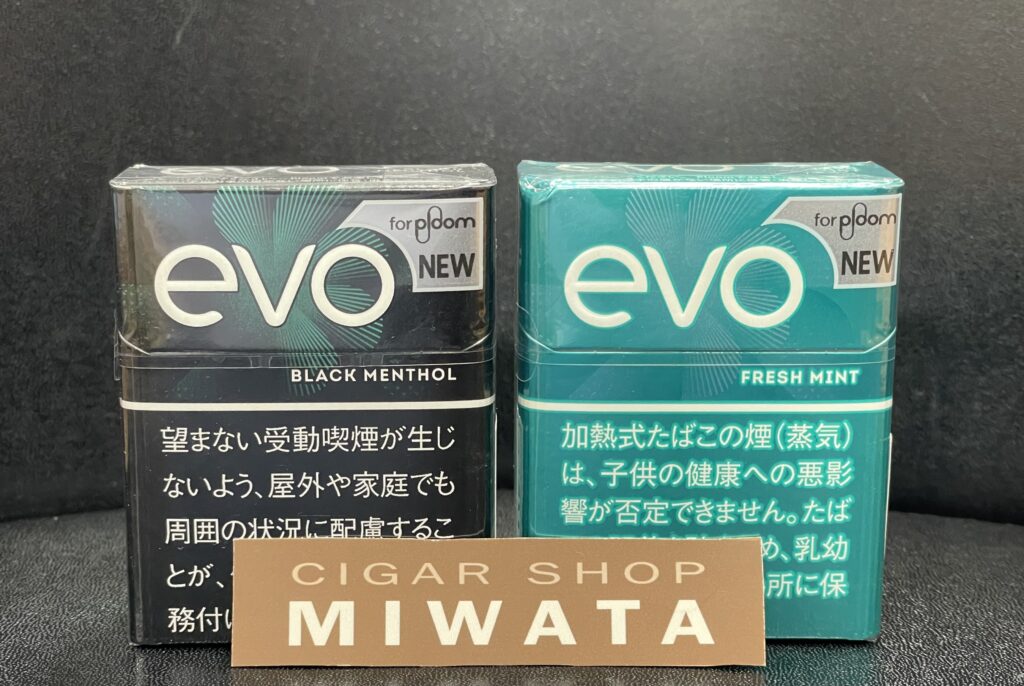 evo
for ploom
NEW
BLACK MENTHOL
望まない受動喫煙が生じ
ないよう、屋外や家庭でも
周囲の状況に配慮するこ
とが、
務付け
evo
for ploom
NEW
FRESH MINT
加熱式たばこの煙（蒸気）
は、子供の健康への悪影
響が否定できません。たば
め、乳幼
所に保
CIGAR SHOP
MIWATA